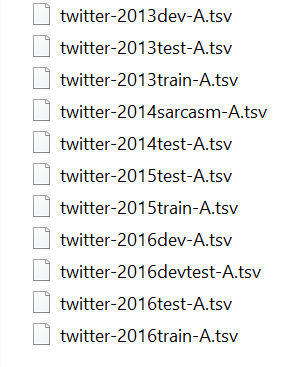 twitter-2013dev-A.tsv
twitter-2013test-A.tsv
twitter-2013train-A.tsv
twitter-2014sarcasm-A.tsv
twitter-2014test-A.tsv
twitter-2015test-A.tsv
twitter-2015train-A.tsv
twitter-2016dev-A.tsv
twitter-2016devtest-A.tsv
twitter-2016test-A.tsv
twitter-2016train-A.tsv